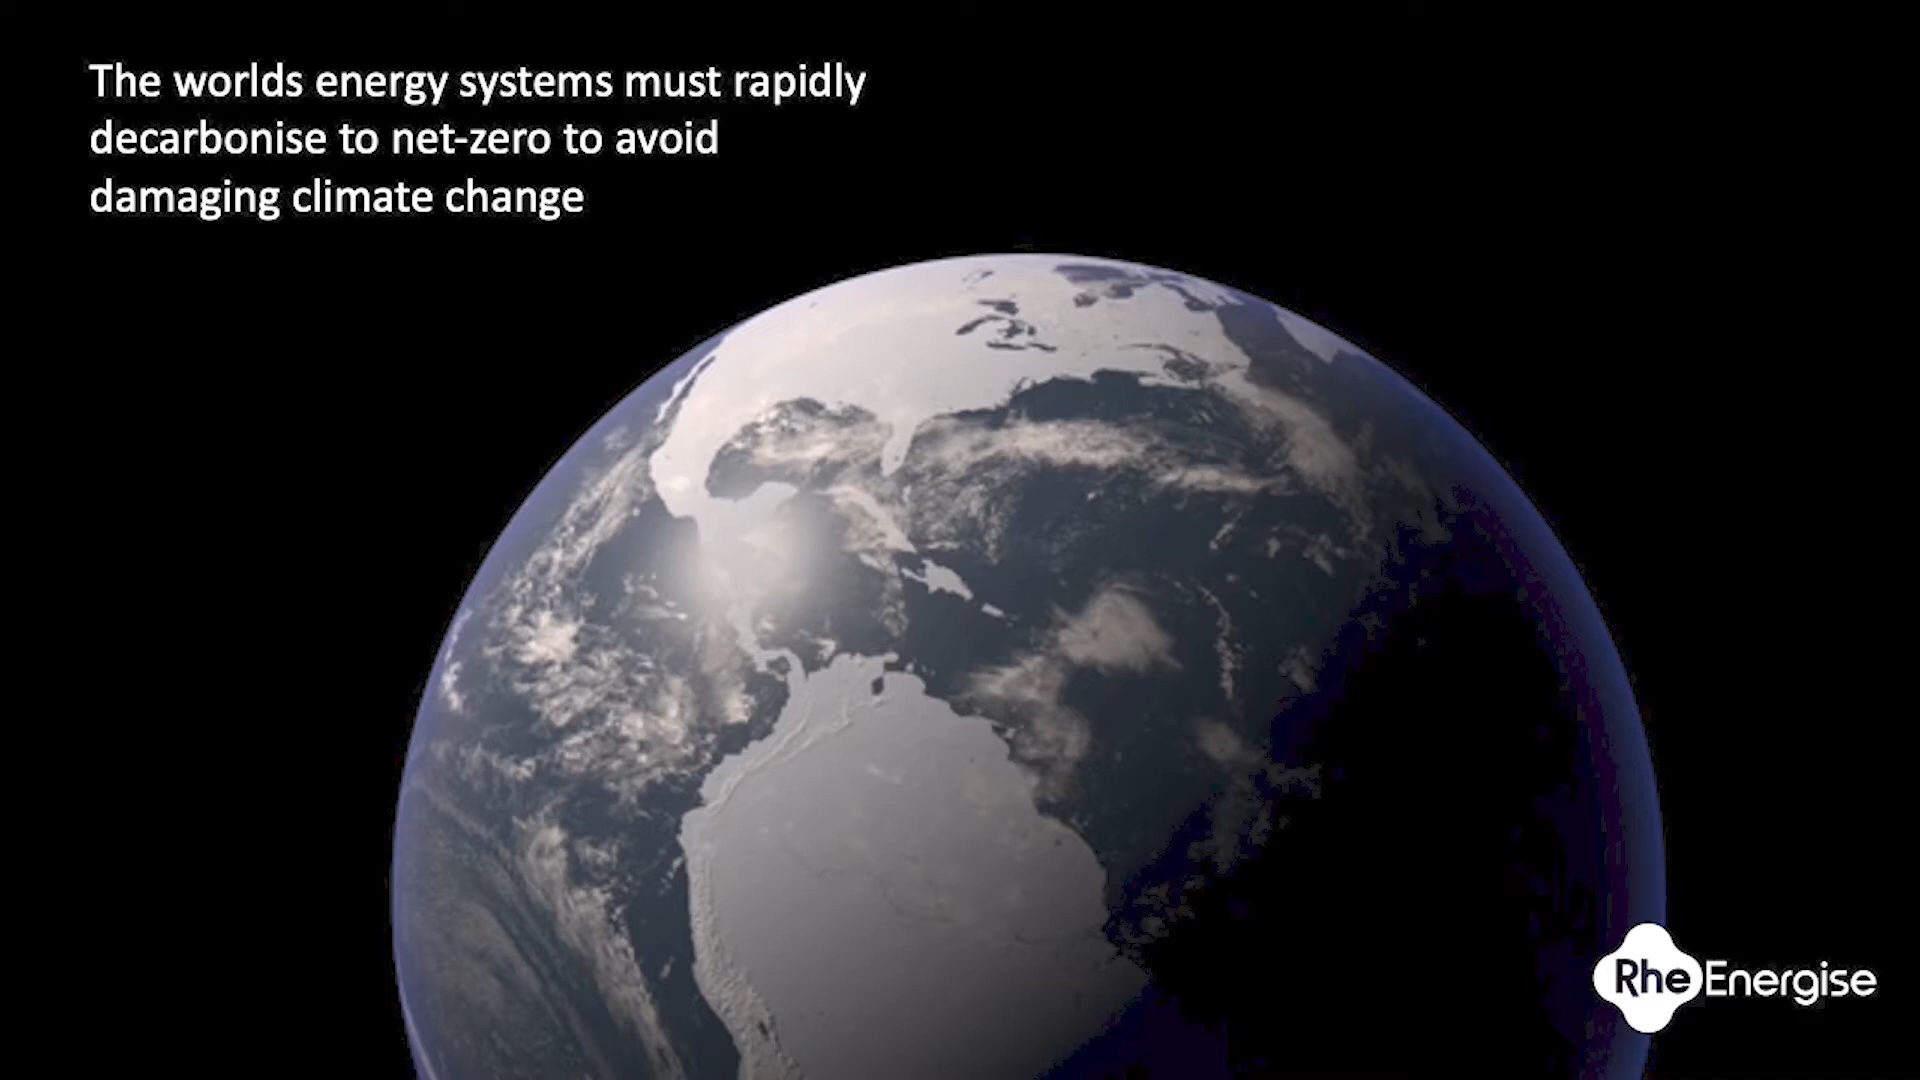 The worlds energy systems must rapidly
decarbonise to net-zero to avoid
damaging climate change
RheEnergise